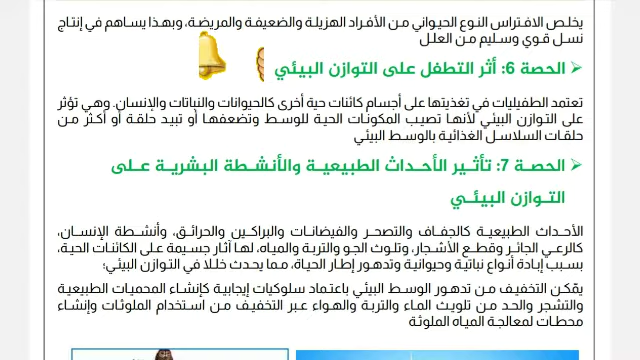 يخلص الافتراس النوع الحيواني من الأفراد الهزيلة والضعيفة والمريضة، وبهذا يساهم في إنتاج
نسل قوي وسليم من العلل
الحصة 6: أثر التطفل على التوازن البيئي
تعتمد الطفيليات في تغذيتها على أجسام كائنات حية أخرى كالحيوانات والنباتات والإنسان. وهي تؤثر
على التوازن البيئي لأنها تصيب المكونات الحية للوسط وتضعفها أو تبيد حلقة أو أكثر من
حلقات السلاسل الغذائية بالوسط البيئي
الحصة 7: تأثير الأحداث الطبيعية والأنشطة البشرية على
التوازن البيئي
الأحداث الطبيعية كالجفاف والتصحر والفيضانات والبراكين والحرائق، وأنشطة الإنسان،
كالرعي الجائر وقطع الأشجار، وتلوث الجو والتربة والمياه، لها آثار جسيمة على الكائنات الحية،
بسبب إبادة أنواع نباتية وحيوانية وتدهور إطار الحياة، مما يحدث خللا في التوازن البيئي؛
يمكن التخفيف من تدهور الوسط البيئي باعتماد سلوكيات إيجابية كإنشاء المحميات الطبيعية
والتشجر والحد من تلويث الماء والتربة والهواء عبر التخفيف من استخدام الملوثات وإنشاء
محطات لمعالجة المياه الملوثة